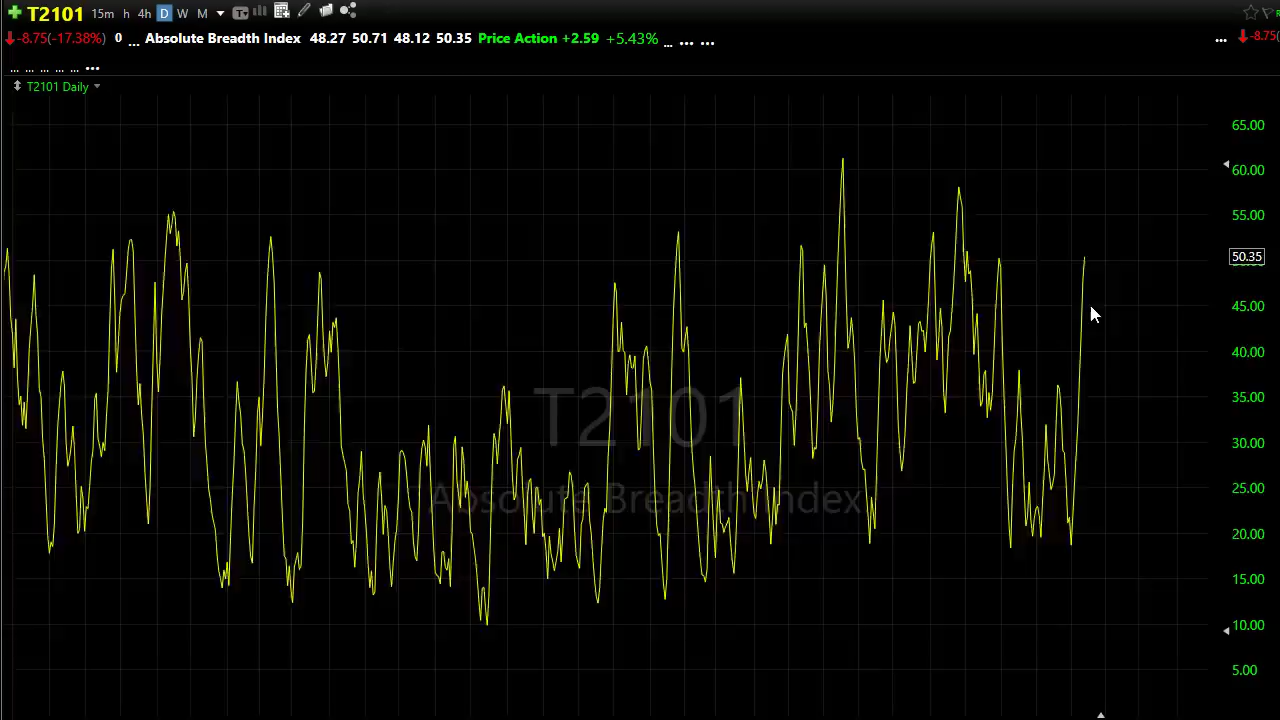 T2101 15m h 4h D W M T
-8.75(-17.38%) 0 ... Absolute Breadth Index 48.27 50.71 48.12 50.35 Price Action +2.59 +5.43% ... ... ... ... -8.75(
... ... ... ... ... ...
T2101 Daily
65.00
60.00
55.00
50.35
45.00
40.00
35.00
30.00
25.00
20.00
15.00
10.00
5.00
T2101
Absolute Breadth Index